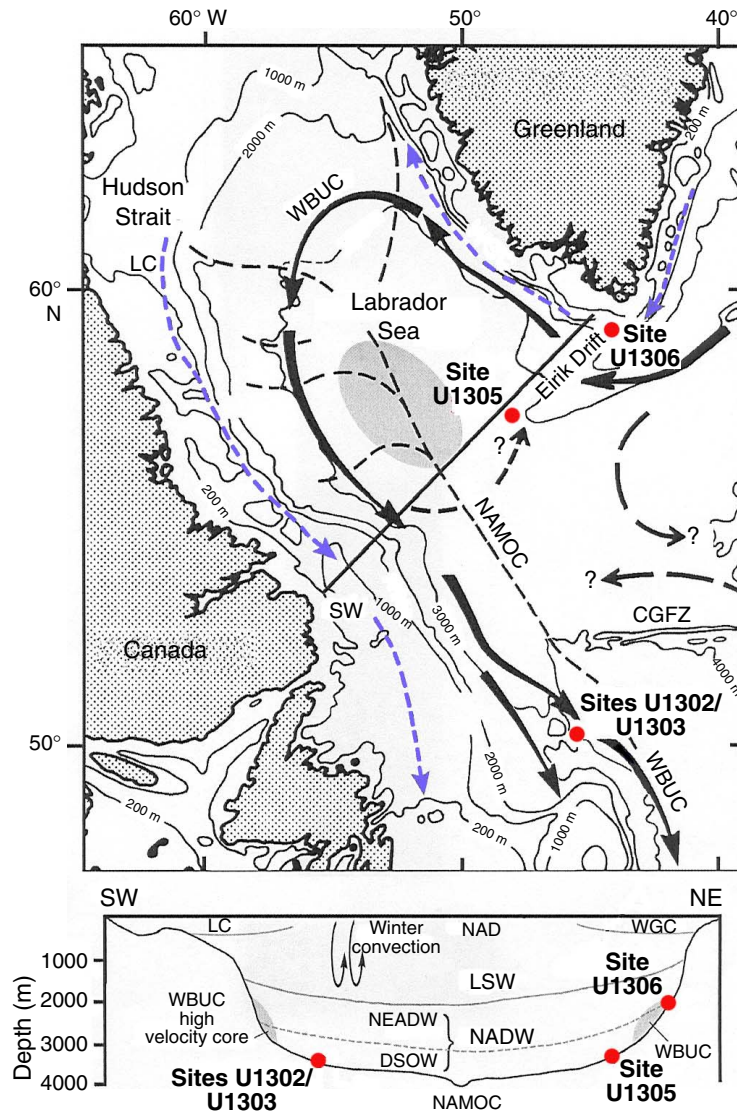 60° W
50°
40°
1000 m
2000 m
200 m
Greenland
Hudson
Strait
WBUC
LC
60°
N
Labrador
Sea
Site
U1305
Eirik Drift
Site
U1306
?
NAMOC
?
?
200 m
SW
1000 m
3000 m
CGFZ
4000 m
Canada
Sites U1302/
U1303
50°
WBUC
2000 m
200 m
200 m
1000 m
SW
NE
LC
Winter
convection
NAD
WGC
1000
LSW
Site
U1306
2000
WBUC
high
velocity core
NEADW
NADW
3000
DSOW
WBUC
4000
Depth (m)
Sites U1302/
U1303
NAMOC
Site
U1305